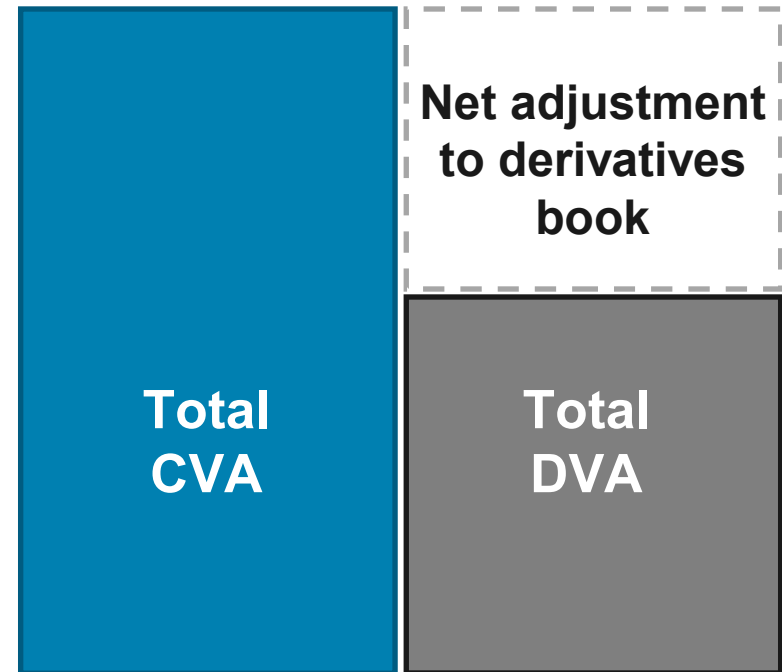 Net adjustment
to derivatives
book
Total
CVA
Total
DVA